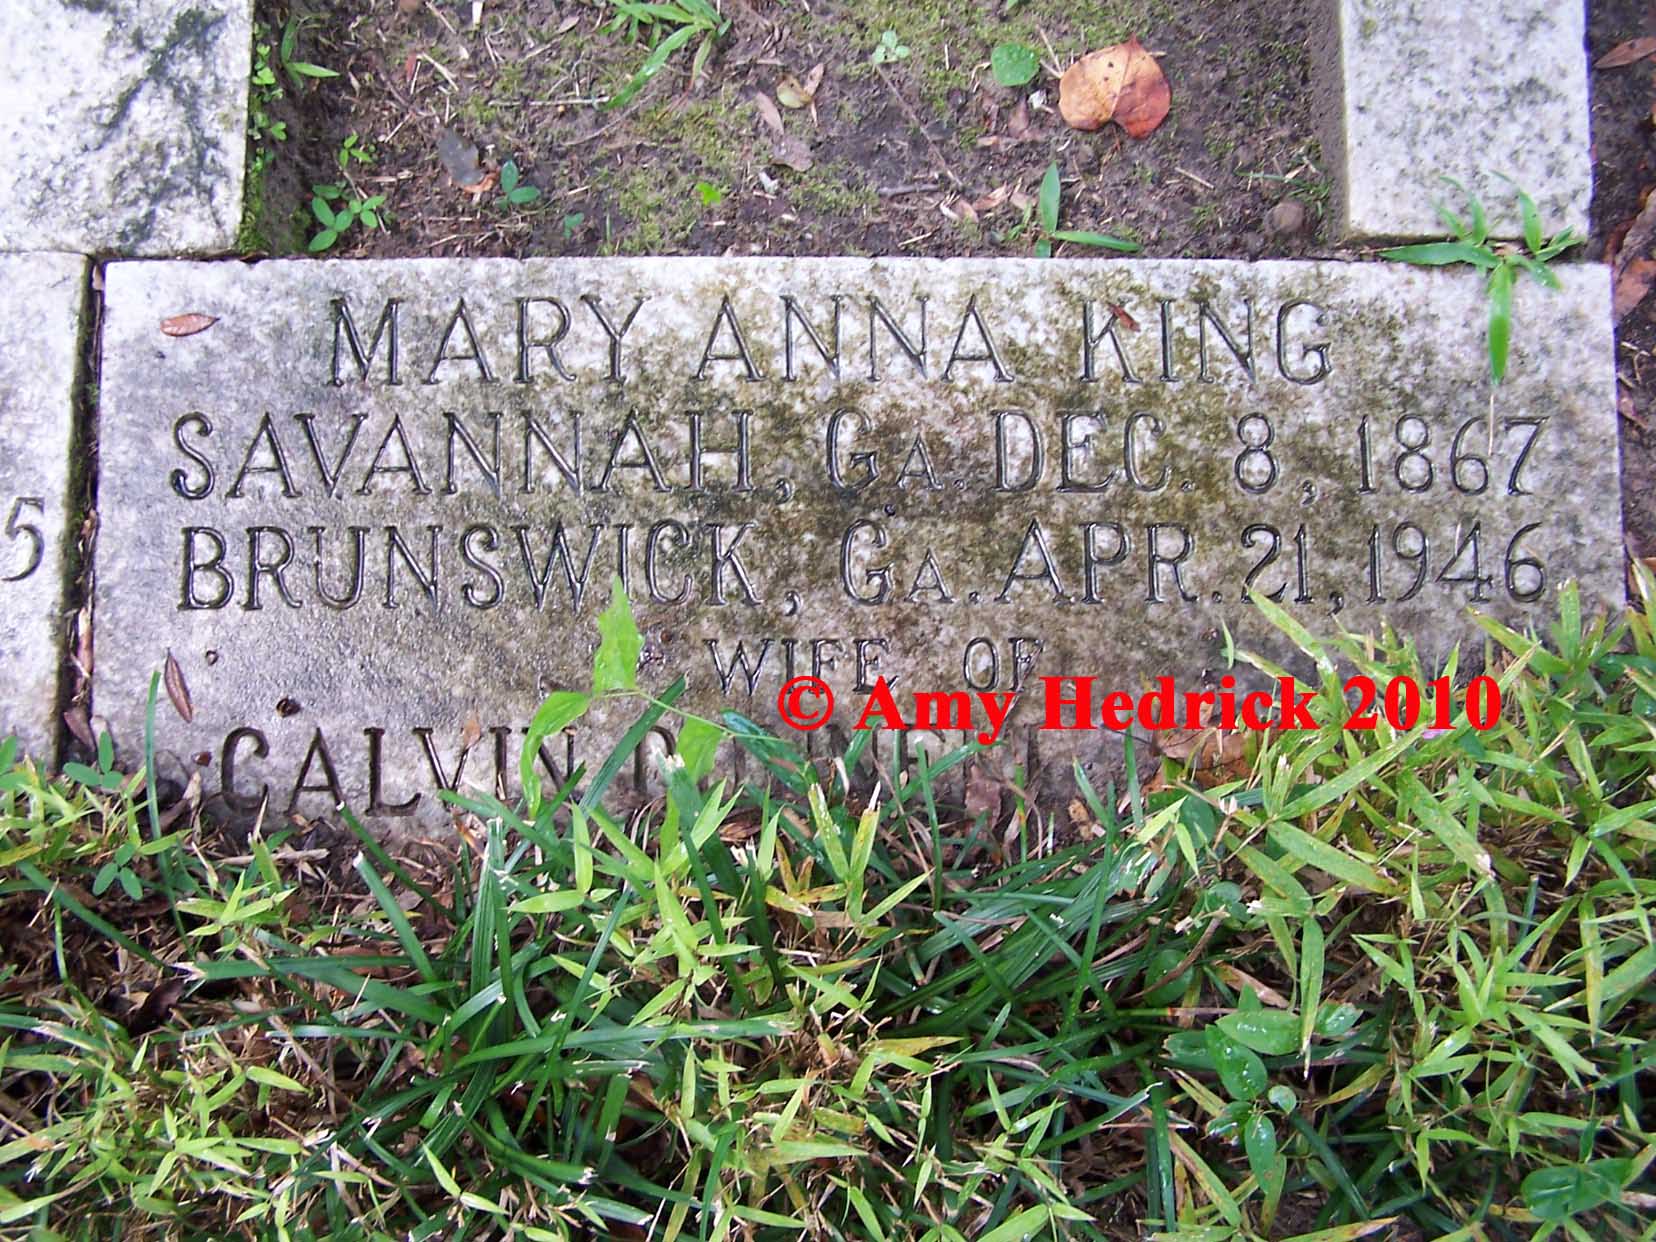 MARY ANNA KING
SAVANNAH, GA. DEC. 8, 1867
5
BRUNSWICK, GA. APR. 21, 1946
WIFE OF
© Amy Hedrick 2010
CALVIN